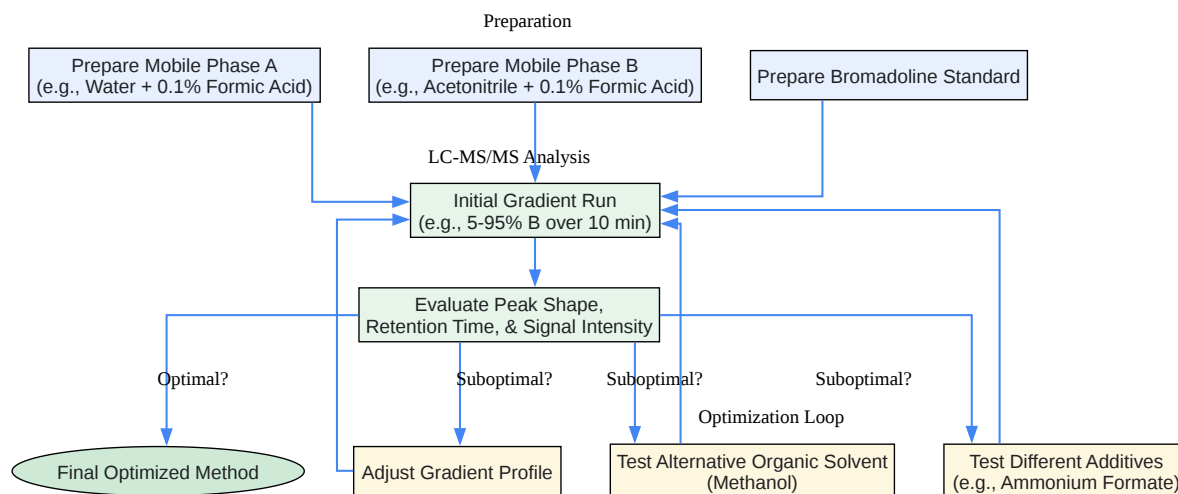 Preparation
Prepare Mobile Phase A
(e.g., Water + 0.1% Formic Acid)
Prepare Mobile Phase B
(e.g., Acetonitrile + 0.1% Formic Acid)
Prepare Bromadoline Standard
LC-MS/MS Analysis
Initial Gradient Run
(e.g., 5-95% B over 10 min)
Evaluate Peak Shape,
Retention Time, & Signal Intensity
Optimal?
Suboptimal?
Suboptimal?
Suboptimal?
Optimization Loop
Final Optimized Method
Adjust Gradient Profile
Test Alternative Organic Solvent
(Methanol)
Test Different Additives
(e.g., Ammonium Formate)